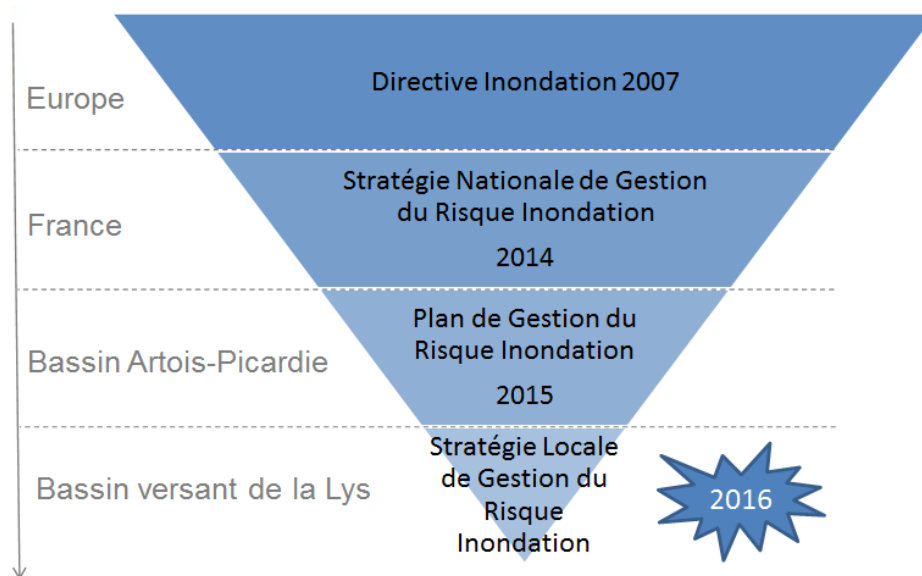 Europe
Directive Inondation 2007
France
Stratégie Nationale de Gestion
du Risque Inondation
2014
Bassin Artois-Picardie
Plan de Gestion du
Risque Inondation
2015
Bassin versant de la Lys
Stratégie Locale
de Gestion du
Risque
Inondation
2016